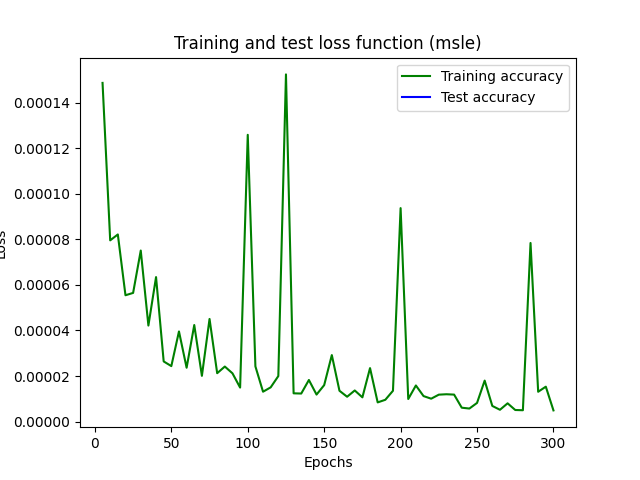 Training and test loss function (msle)
Training accuracy
Test accuracy
0.00014
0.00012
0.00010
0.00008
0.00006
0.00004
0.00002
0.00000
Loss
0 50 100 150 200 250 300
Epochs